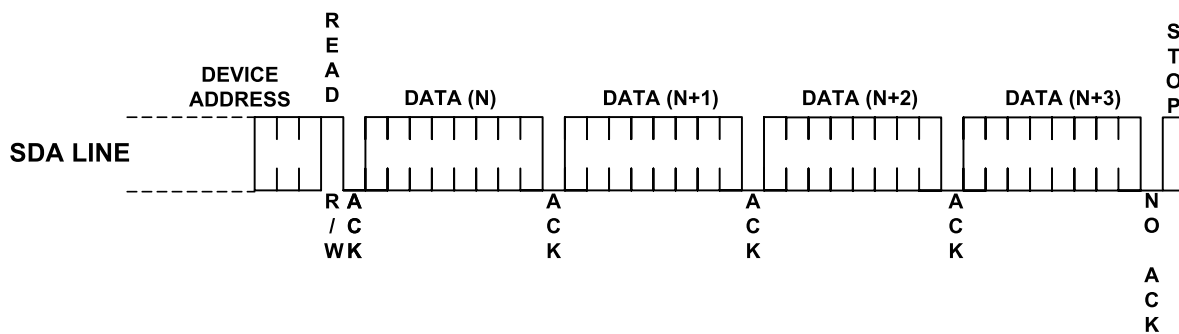 READ
STOP
DEVICE
ADDRESS
DATA (N)
DATA (N+1)
DATA (N+2)
DATA (N+3)
SDA LINE
R/W
ACK
ACK
ACK
ACK
NO ACK